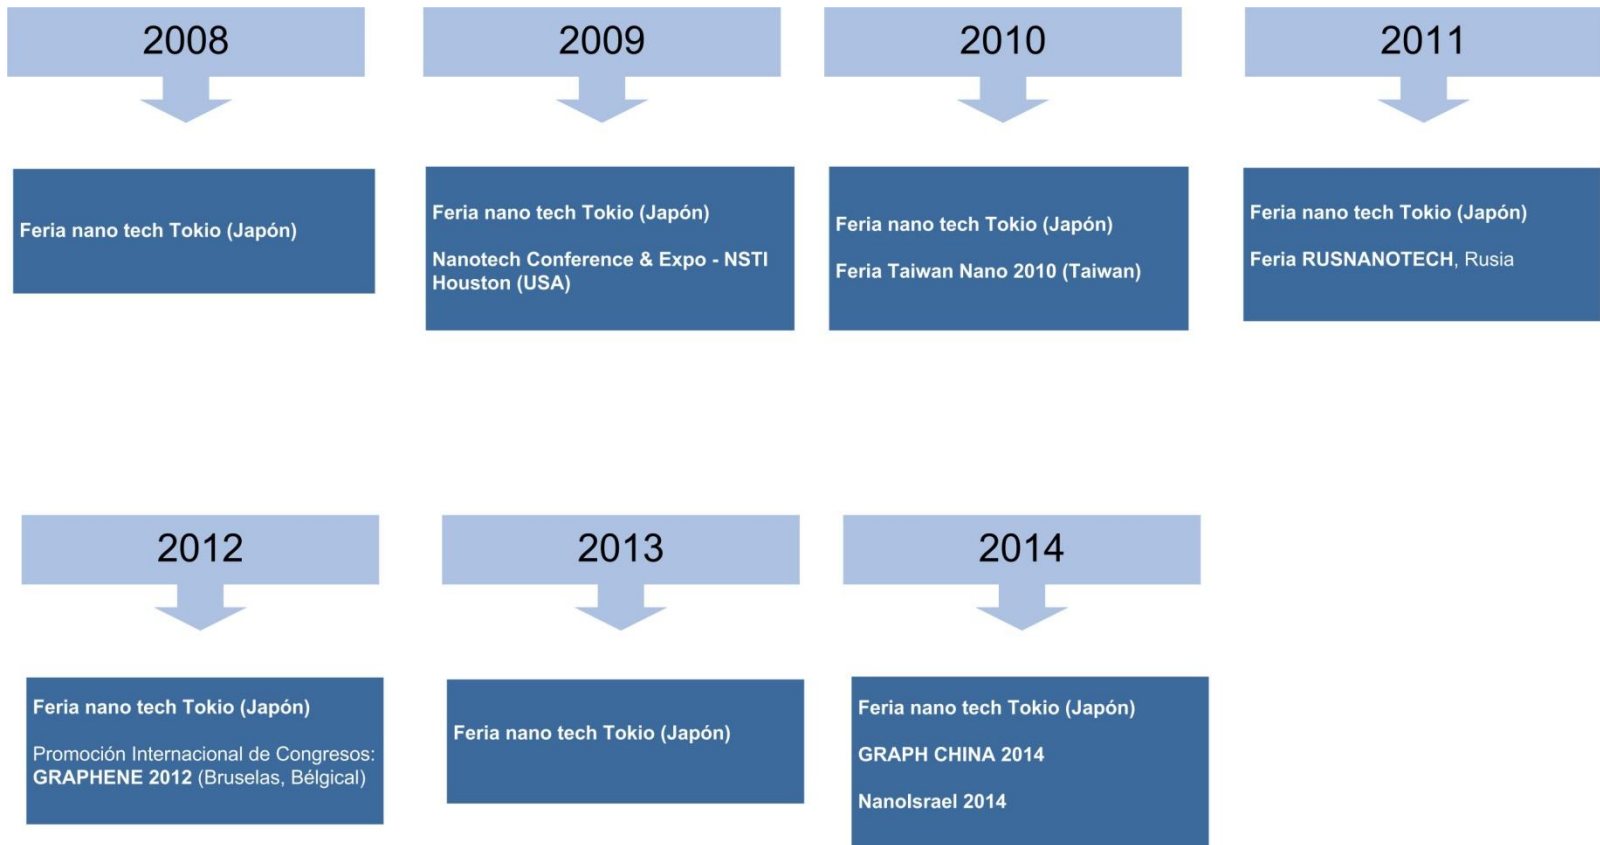 2008
2009
2010
2011
Feria nano tech Tokio (Japón)
Feria nano tech Tokio (Japón)
Nanotech Conference & Expo - NSTI
Houston (USA)
Feria nano tech Tokio (Japón)
Feria Taiwan Nano 2010 (Taiwan)
Feria nano tech Tokio (Japón)
Feria RUSNANOTECH, Rusia
2012
2013
2014
Feria nano tech Tokio (Japón)
Promoción Internacional de Congresos:
GRAPHENE 2012 (Bruselas, Bélgical)
Feria nano tech Tokio (Japón)
Feria nano tech Tokio (Japón)
GRAPH CHINA 2014
NanoIsrael 2014